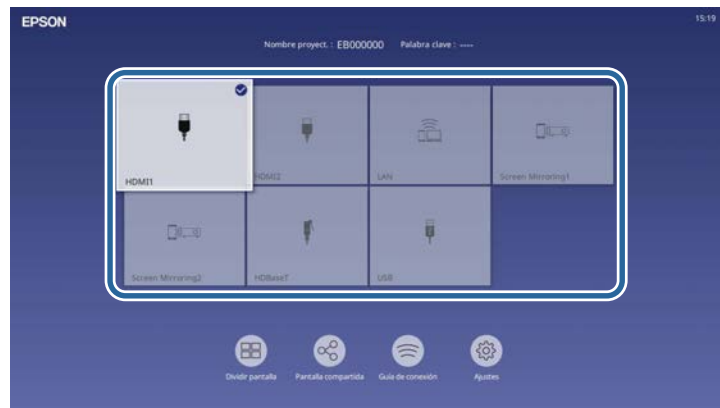 EPSON
15:19
Nombre proyect. : EB000000 Palabra clave : ----
HDMI1
HDMI2
LAN
Screen Mirroring1
Screen Mirroring2
HDBaseT
USB
Dividir pantalla
Pantalla compartida
Guía de conexión
Ajustes